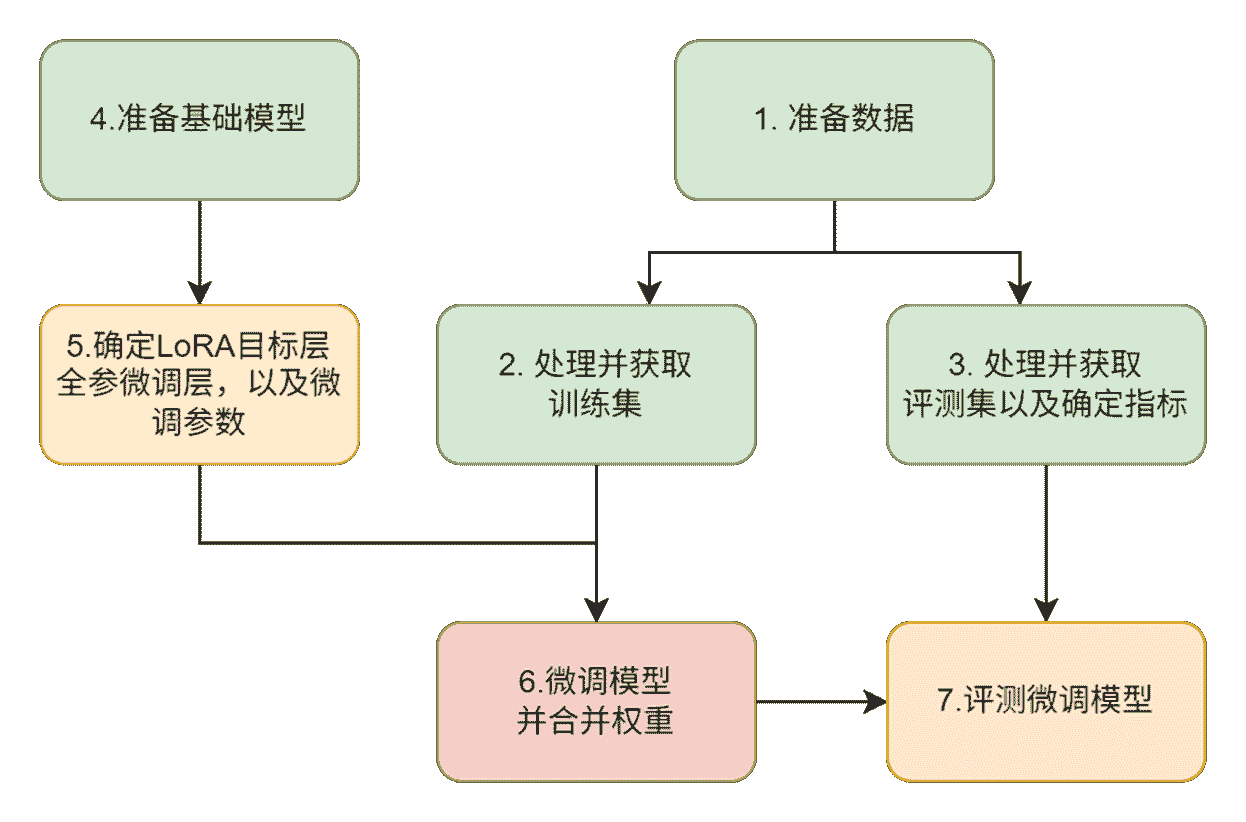 4.准备基础模型
1. 准备数据
5.确定LoRA目标层
全参微调层，以及微
调参数
2. 处理并获取
训练集
3. 处理并获取
评测集以及确定指标
6.微调模型
并合并权重
7.评测微调模型